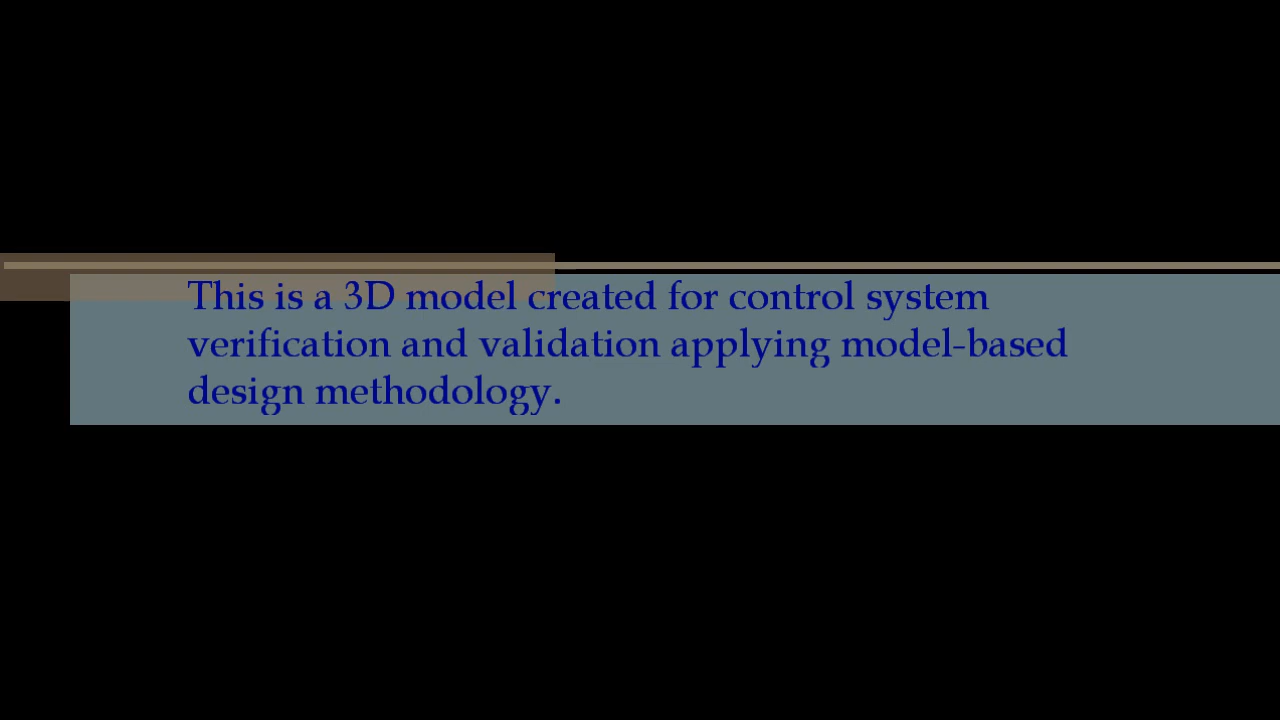 This is a 3D model created for control system
verification and validation applying model-based
design methodology.